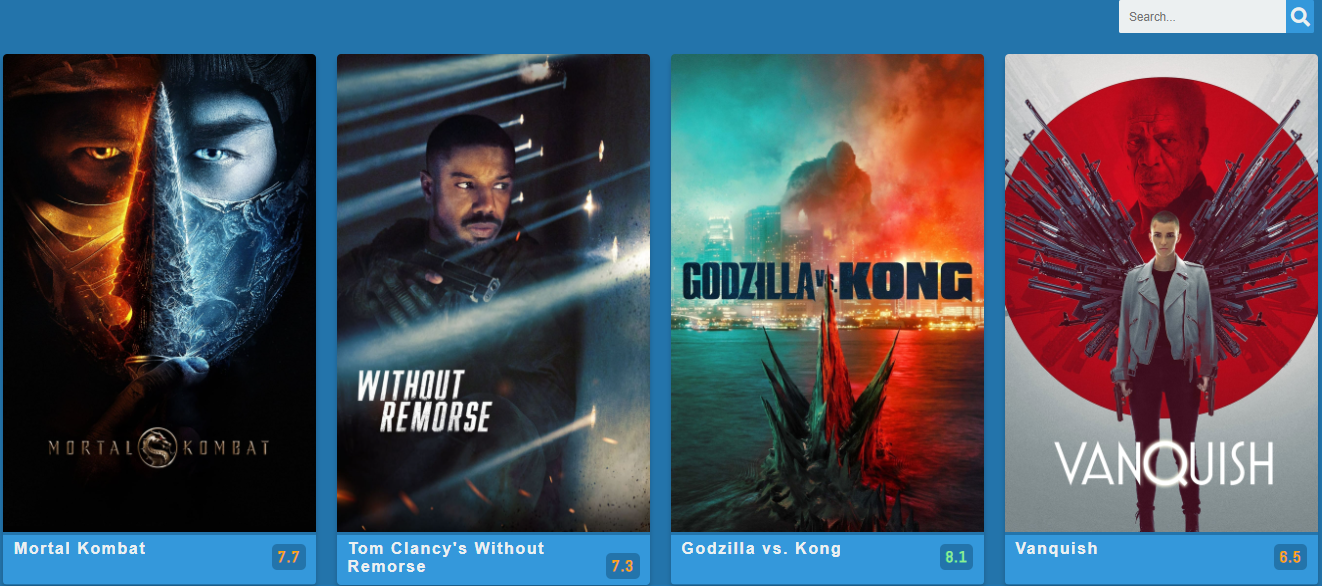 Search...
MORTAL KOMBAT
WITHOUT
REMORSE
GODZILLA vs. KONG
VANQUISH
Mortal Kombat
7.7
Tom Clancy's Without
Remorse
7.3
Godzilla vs. Kong
8.1
Vanquish
6.5